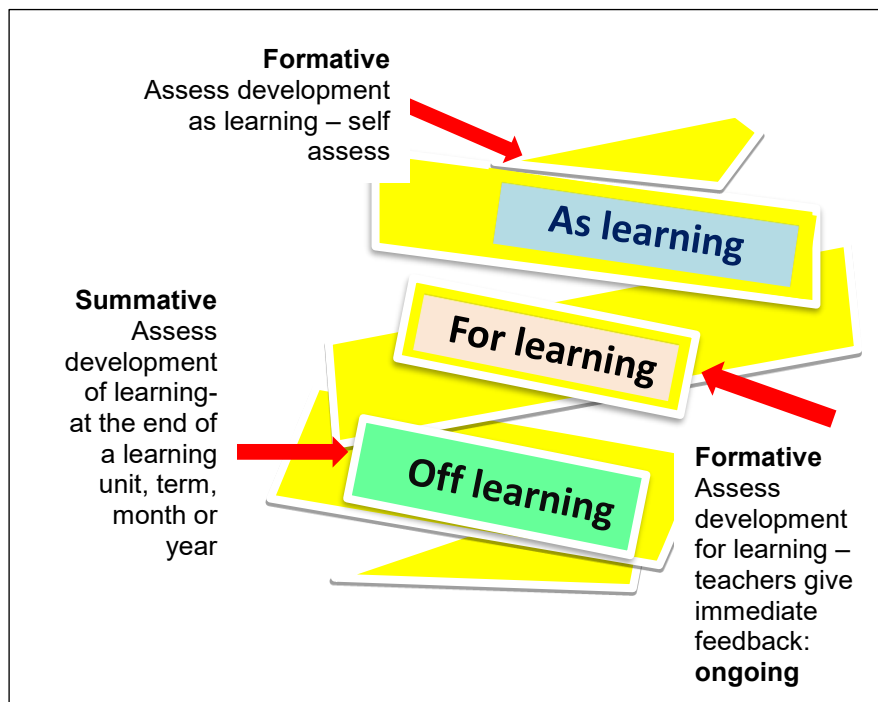 Formative
Assess development
as learning – self
assess
As learning
For learning
Summative
Assess
development
of learning-
at the end of
a learning
unit, term,
month or
year
Off learning
Formative
Assess
development
for learning –
teachers give
immediate
feedback:
ongoing